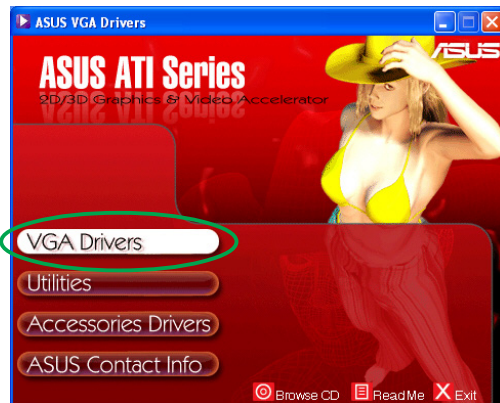 ASUS VGA Drivers
ASUS
ASUS ATI Series
2D/3D Graphics & Video Accelerator
VGA Drivers
Utilities
Accessories Drivers
ASUS Contact Info
Browse CD
ReadMe
Exit